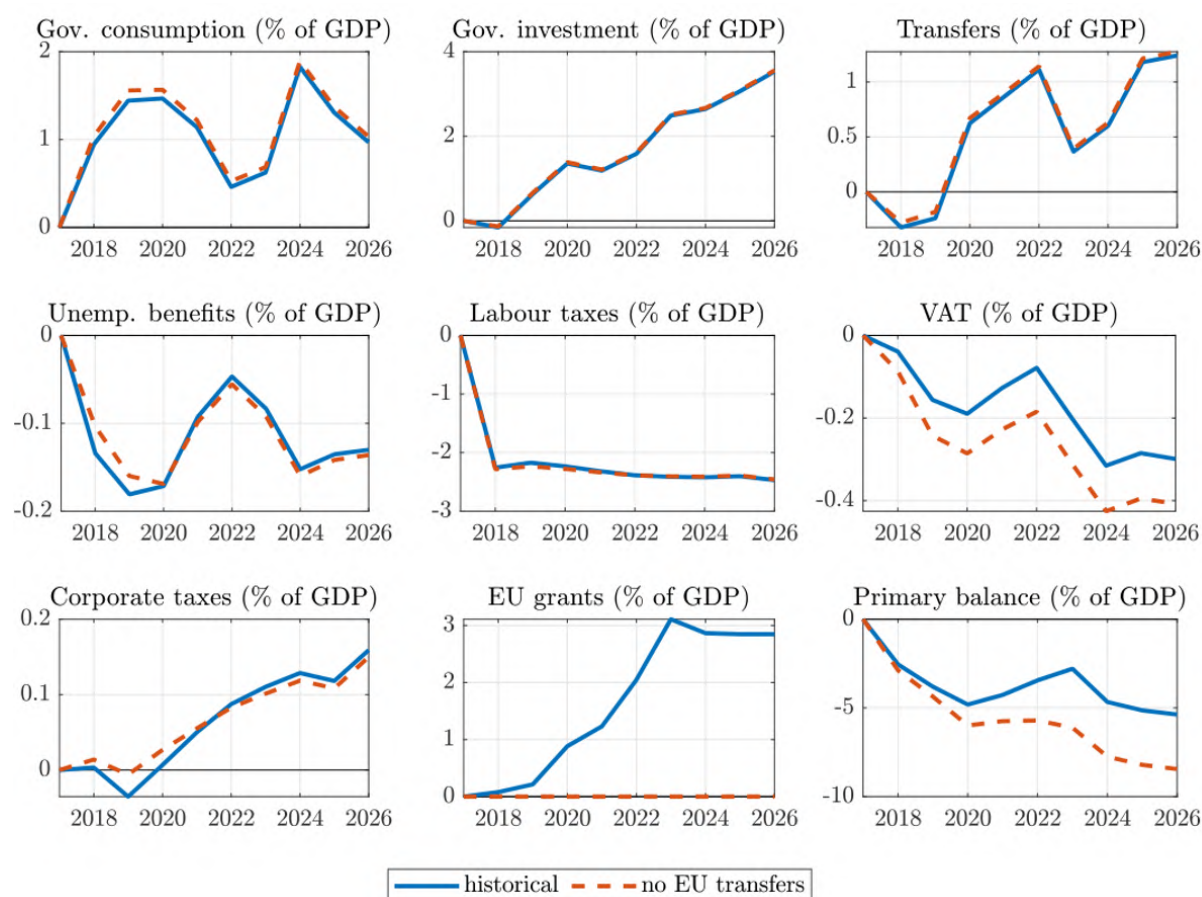 Gov. consumption (% of GDP)
2
1
0
2018 2020 2022 2024 2026
Gov. investment (% of GDP)
4
2
0
2018 2020 2022 2024 2026
Transfers (% of GDP)
1
0.5
0
2018 2020 2022 2024 2026
Unemp. benefits (% of GDP)
0
-0.1
-0.2
2018 2020 2022 2024 2026
Labour taxes (% of GDP)
0
-1
-2
-3
2018 2020 2022 2024 2026
VAT (% of GDP)
0
-0.2
-0.4
2018 2020 2022 2024 2026
Corporate taxes (% of GDP)
0.2
0.1
0
2018 2020 2022 2024 2026
EU grants (% of GDP)
3
2
1
0
2018 2020 2022 2024 2026
Primary balance (% of GDP)
0
-5
-10
2018 2020 2022 2024 2026
historical no EU transfers